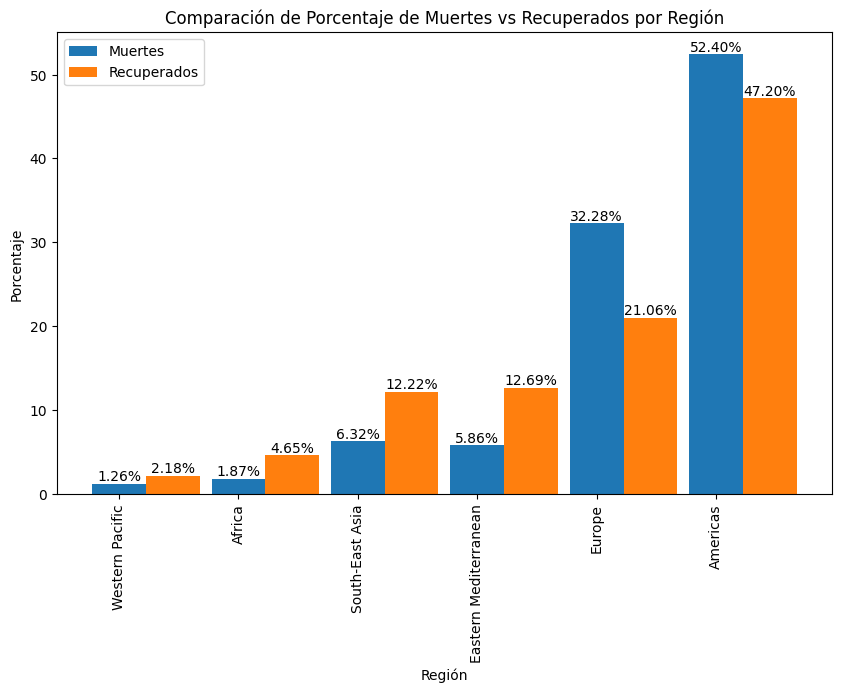 Comparación de Porcentaje de Muertes vs Recuperados por Región
Muertes
Recuperados
Porcentaje
50
40
30
20
10
0
1.26%
2.18%
1.87%
4.65%
6.32%
12.22%
5.86%
12.69%
32.28%
21.06%
52.40%
47.20%
Western Pacific
Africa
South-East Asia
Eastern Mediterranean
Europe
Americas
Región